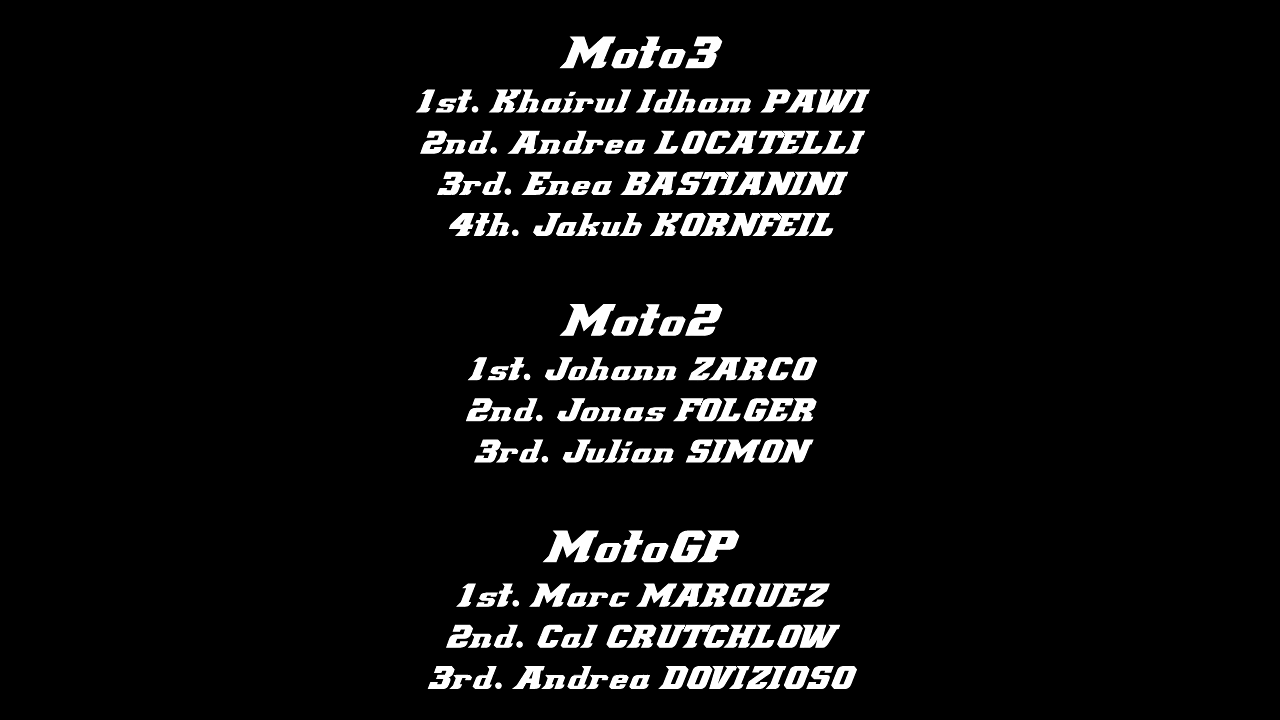 Moto3
1st. Khairul Idham PAWI
2nd. Andrea LOCATELLI
3rd. Enea BASTIANINI
4th. Jakub KORNFEIL
Moto2
1st. Johann ZARCO
2nd. Jonas FOLGER
3rd. Julian SIMON
MotoGP
1st. Marc MARQUEZ
2nd. Cal CRUTCHLOW
3rd. Andrea DOVIZIOSO